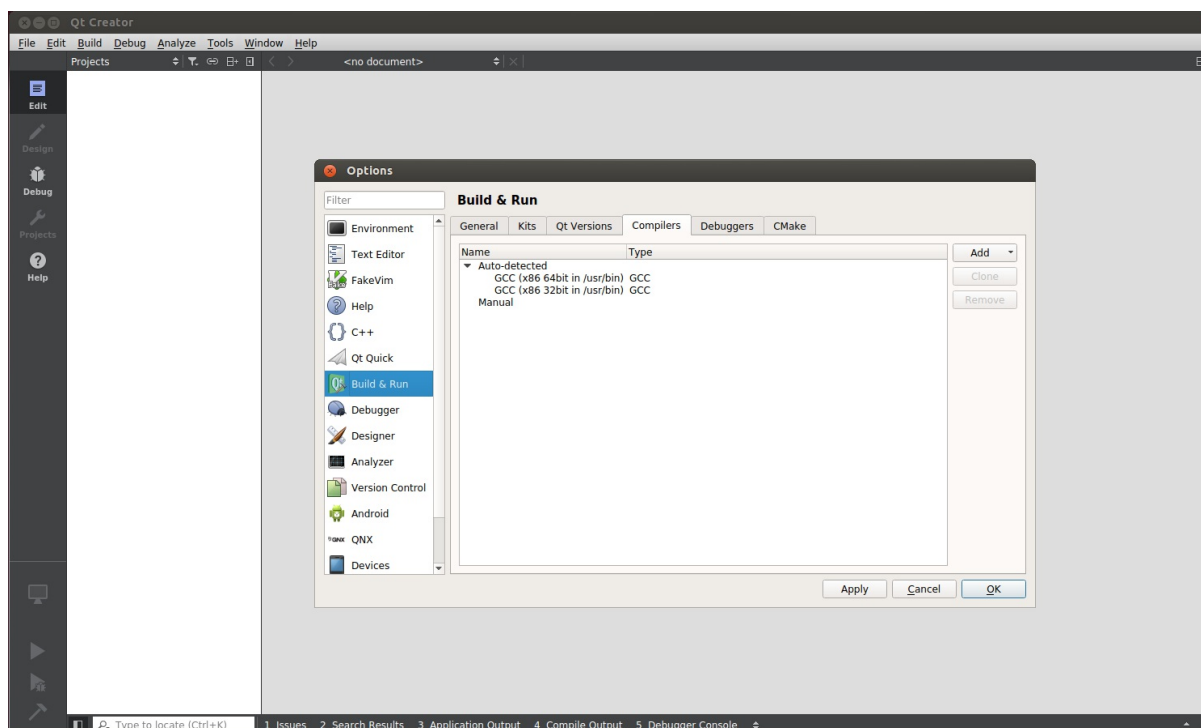 Qt Creator
File Edit Build Debug Analyze Tools Window Help
Projects <no document>
Edit
Design
Debug
Projects
Help
Options
Filter
Environment
Text Editor
FakeVim
Help
C++
Qt Quick
Build & Run
Debugger
Designer
Analyzer
Version Control
Android
QNX QNX
Devices
Build & Run
General Kits Qt Versions Compilers Debuggers CMake
Name Type
Auto-detected
GCC (x86 64bit in /usr/bin) GCC
GCC (x86 32bit in /usr/bin) GCC
Manual
Add
Clone
Remove
Apply Cancel OK
Type to locate (Ctrl+K) 1 Issues 2 Search Results 3 Application Output 4 Compile Output 5 Debugger Console